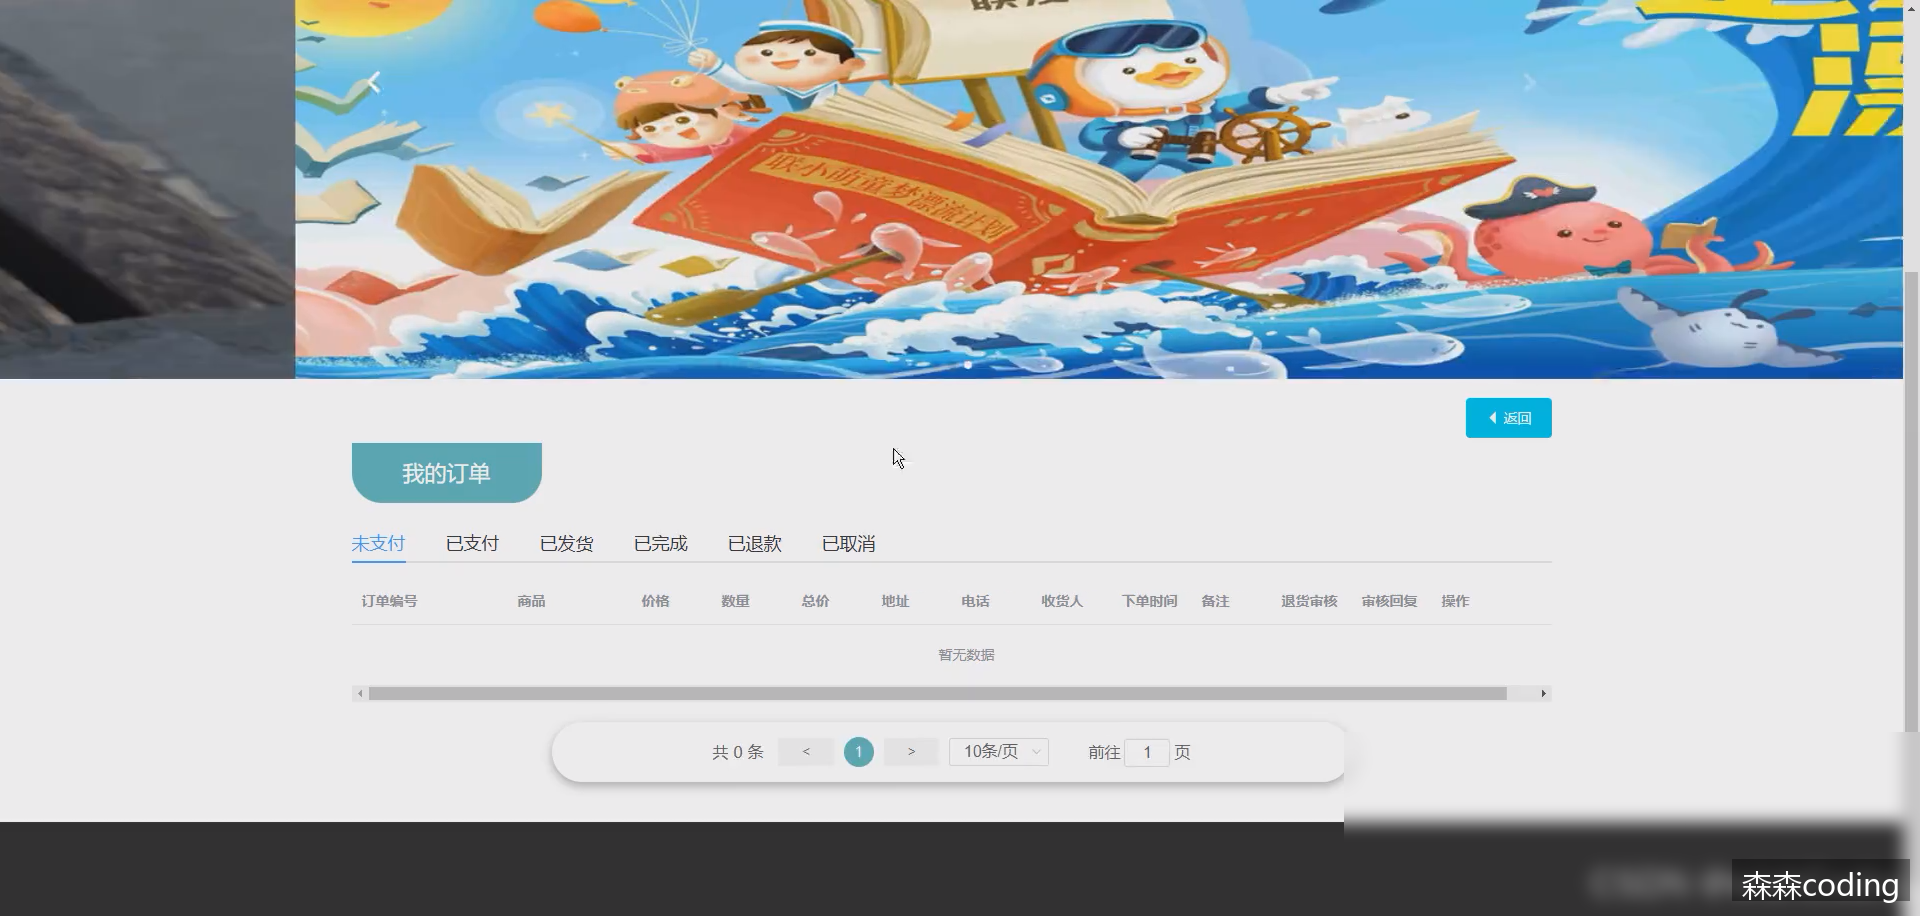 联小萌童梦漂流计划
返回
我的订单
未支付 已支付 已发货 已完成 已退款 已取消
订单编号 商品 价格 数量 总价 地址 电话 收货人 下单时间 备注 退货审核 审核回复 操作
暂无数据
共 0 条 < 1 > 10条/页 前往 1 页
森森coding